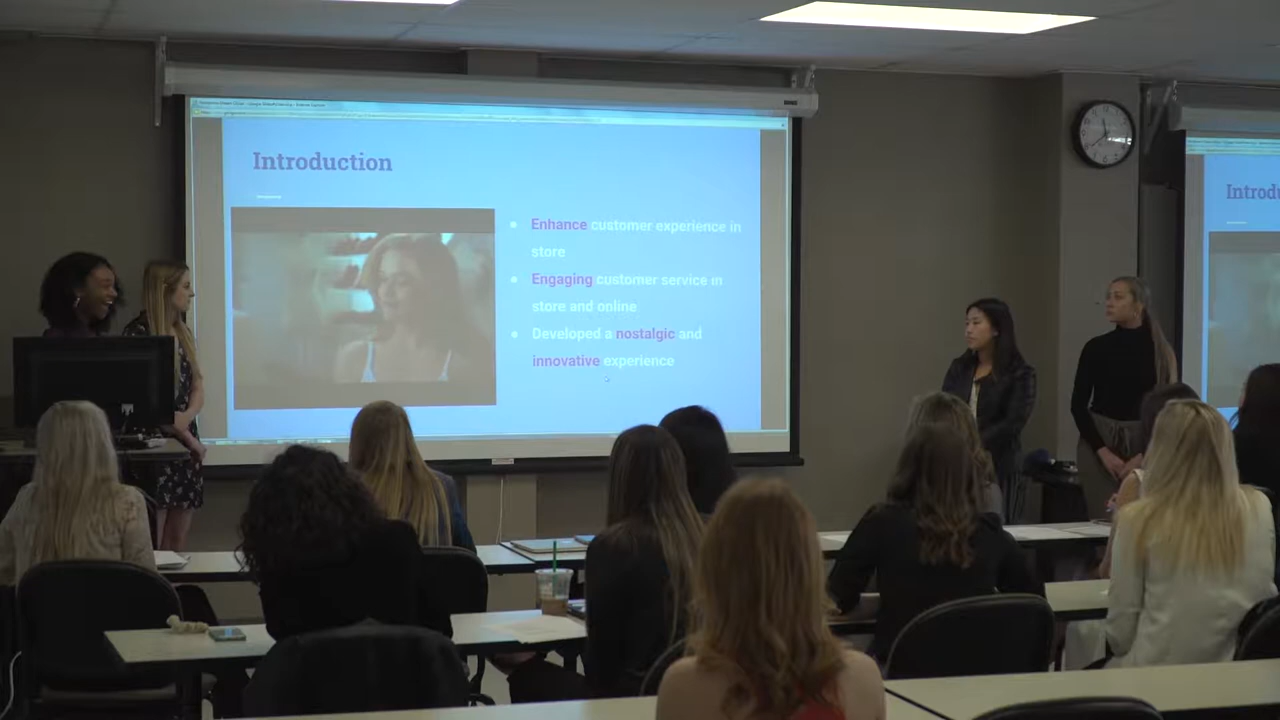 Introduction
Enhance customer experience in
store
Engaging customer service in
store and online
Developed a nostalgic and
innovative experience
Introdu